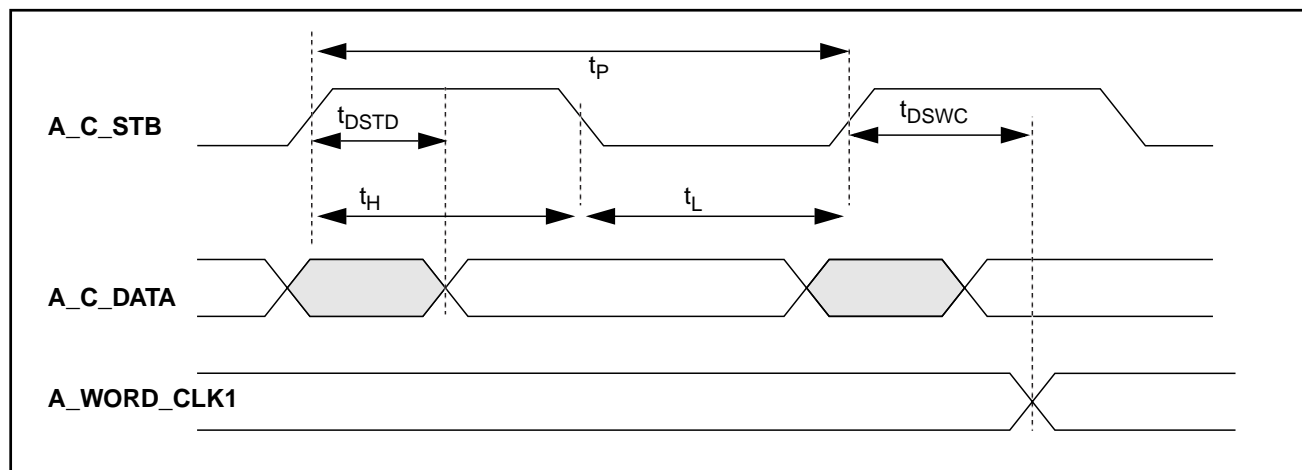 tP
A_C_STB
tDSTD
tDSWC
tH
tL
A_C_DATA
A_WORD_CLK1